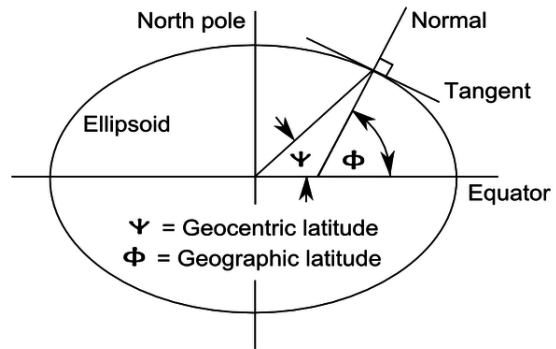 North pole
Normal
Tangent
Ellipsoid
Ψ
Φ
Equator
Ψ = Geocentric latitude
Φ = Geographic latitude